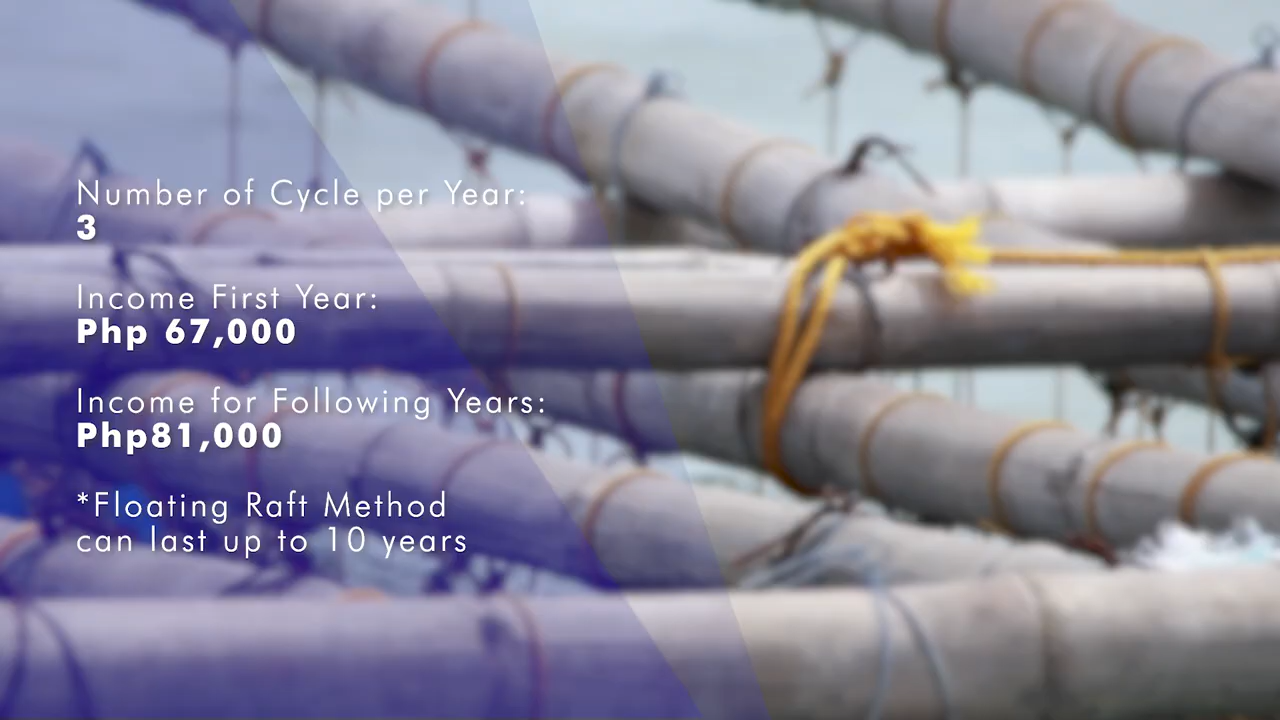 Number of Cycle per Year:
3
Income First Year:
Php 67,000
Income for Following Years:
Php81,000
*Floating Raft Method
can last up to 10 years